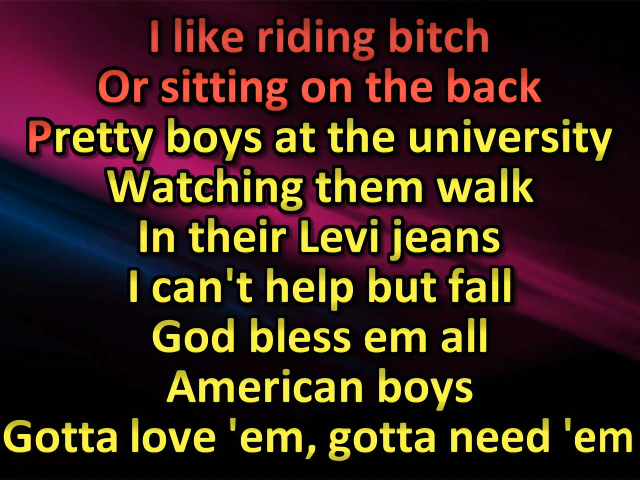 I like riding bitch
Or sitting on the back
Pretty boys at the university
Watching them walk
In their Levi jeans
I can't help but fall
God bless em all
American boys
Gotta love 'em, gotta need 'em